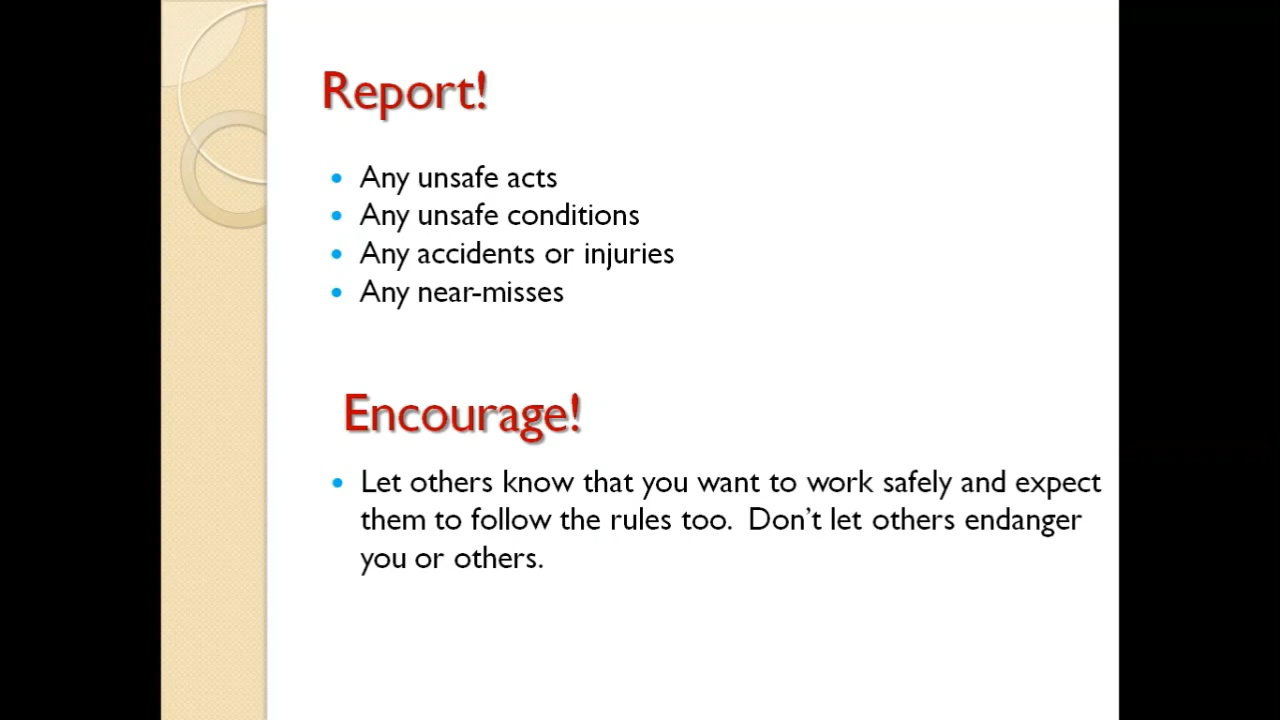 Report!
Any unsafe acts
Any unsafe conditions
Any accidents or injuries
Any near-misses
Encourage!
Let others know that you want to work safely and expect
them to follow the rules too.  Don’t let others endanger
you or others.